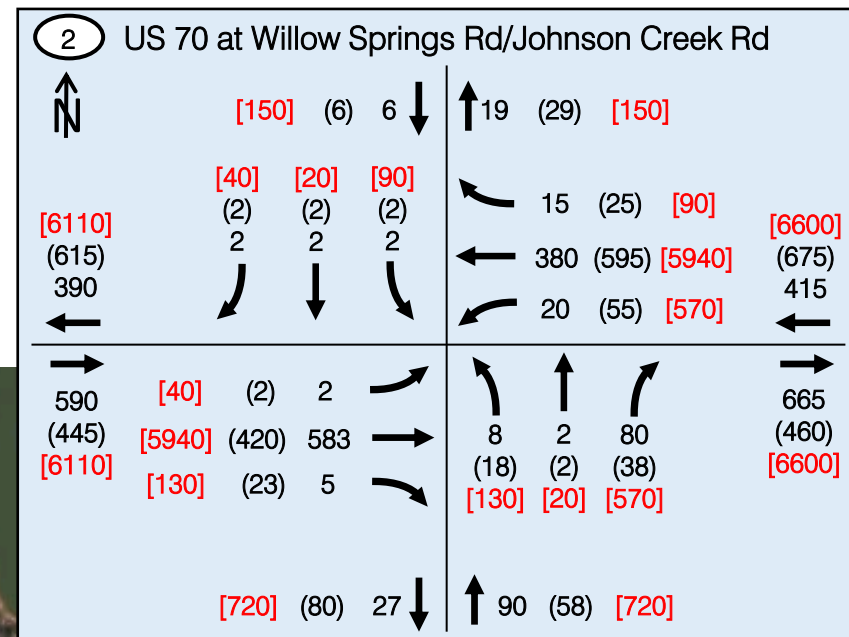 2 US 70 at Willow Springs Rd/Johnson Creek Rd
N
[150] (6) 6
19 (29) [150]
[40] [20] [90]
(2) (2) (2)
2 2 2
[6110]
(615)
390
15 (25) [90]
380 (595) [5940]
20 (55) [570]
[6600]
(675)
415
590
(445)
[6110]
[40] (2) 2
[5940] (420) 583
[130] (23) 5
8 2 80
(18) (2) (38)
[130] [20] [570]
665
(460)
[6600]
[720] (80) 27
90 (58) [720]